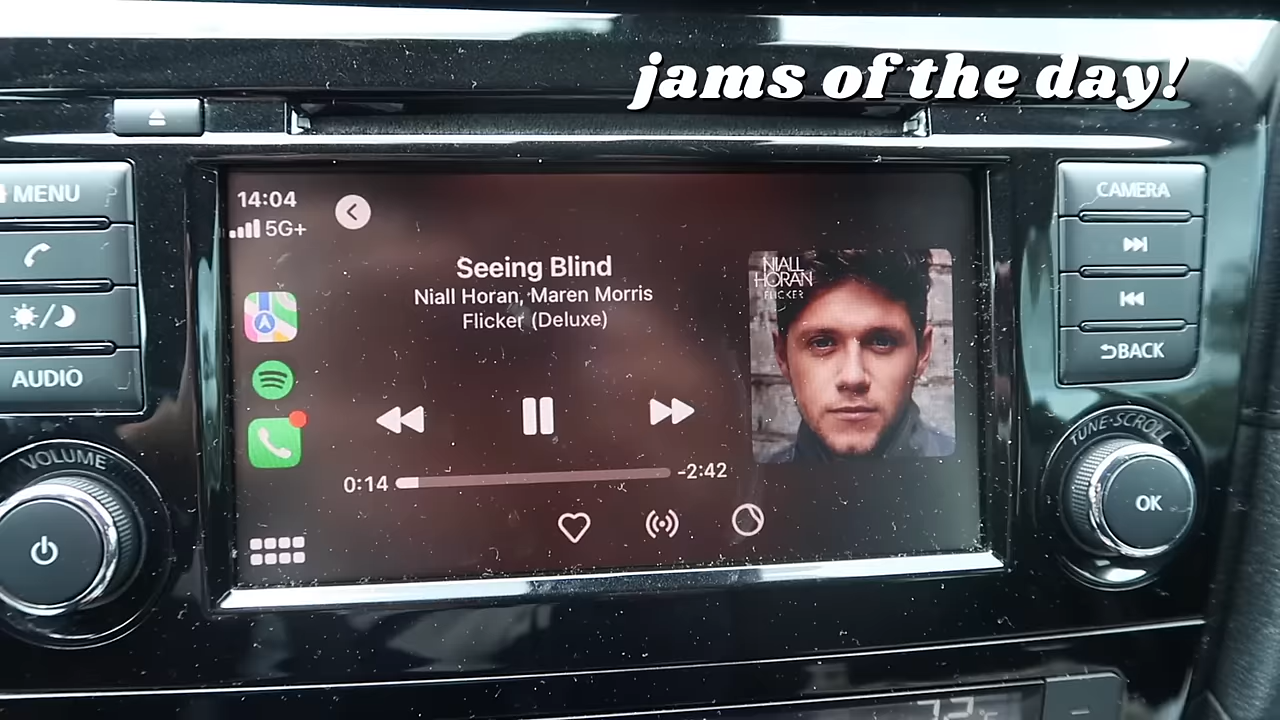 jams of the day!
MENU
AUDIO
VOLUME
14:04
5G+
Seeing Blind
Niall Horan, Maren Morris
Flicker (Deluxe)
0:14
-2:42
NIALL
HORAN
FLICKER
CAMERA
BACK
TUNE·SCROLL
OK
72°F